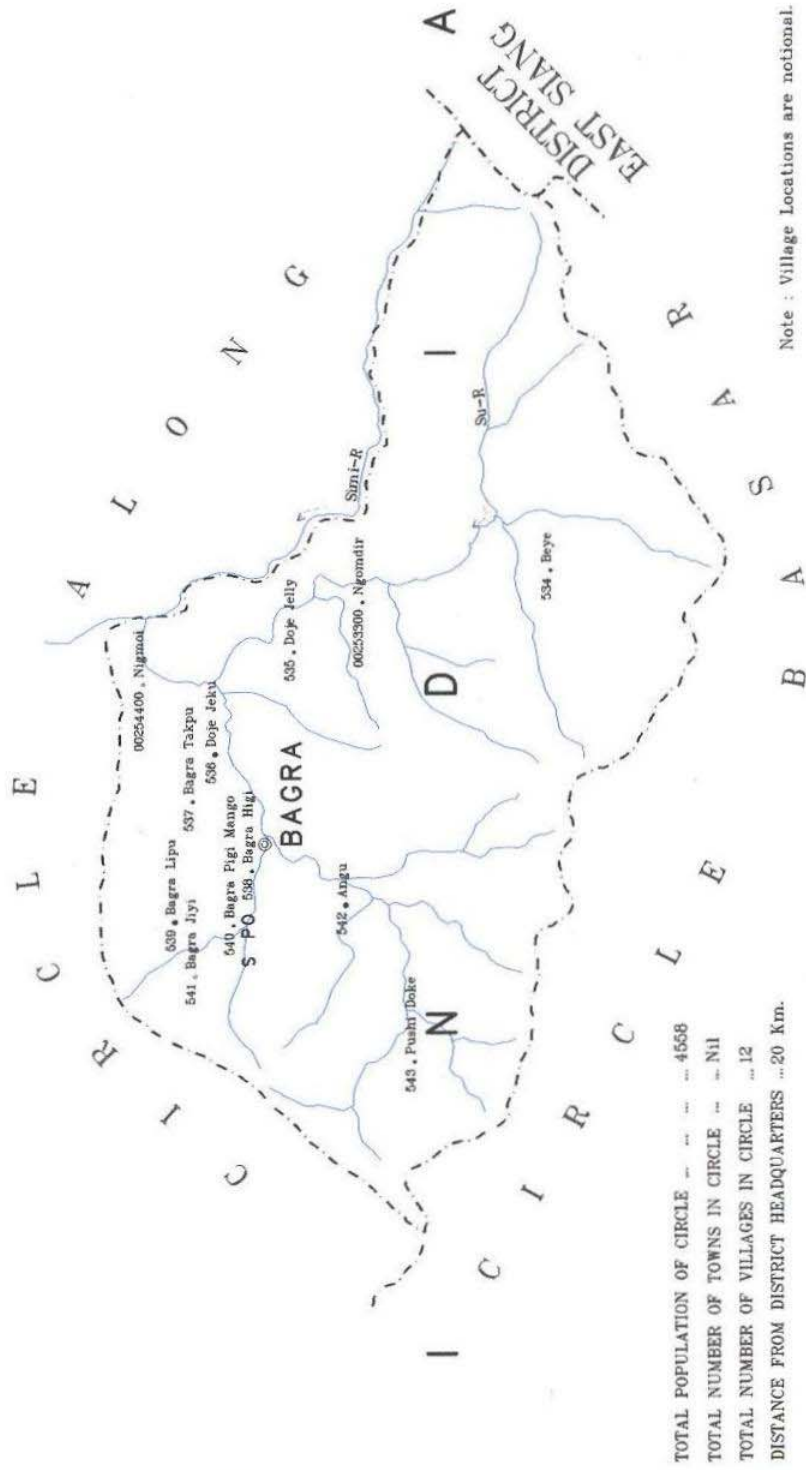 CIRCLE ALONG
00254400 . Nigmoi
539 . Bagra Lipu
541 . Bagra Jiyi
537 . Bagra Takpu
536 . Doje Jeku
540 . Bagra Pigi Mango
S PO 538 . Bagra Higi
BAGRA
535 . Doje Jelly
Simi-R
542 . Angu
00253300 . Ngomdir
543 . Pushi Doke
INDIA
Su-R
534 . Beye
DISTRICT
EAST SIANG
CIRCLE BASAR
TOTAL POPULATION OF CIRCLE ... ... ... ... 4558
TOTAL NUMBER OF TOWNS IN CIRCLE ... ... Nil
TOTAL NUMBER OF VILLAGES IN CIRCLE ... 12
DISTANCE FROM DISTRICT HEADQUARTERS ... 20 Km.
Note : Village Locations are notional.